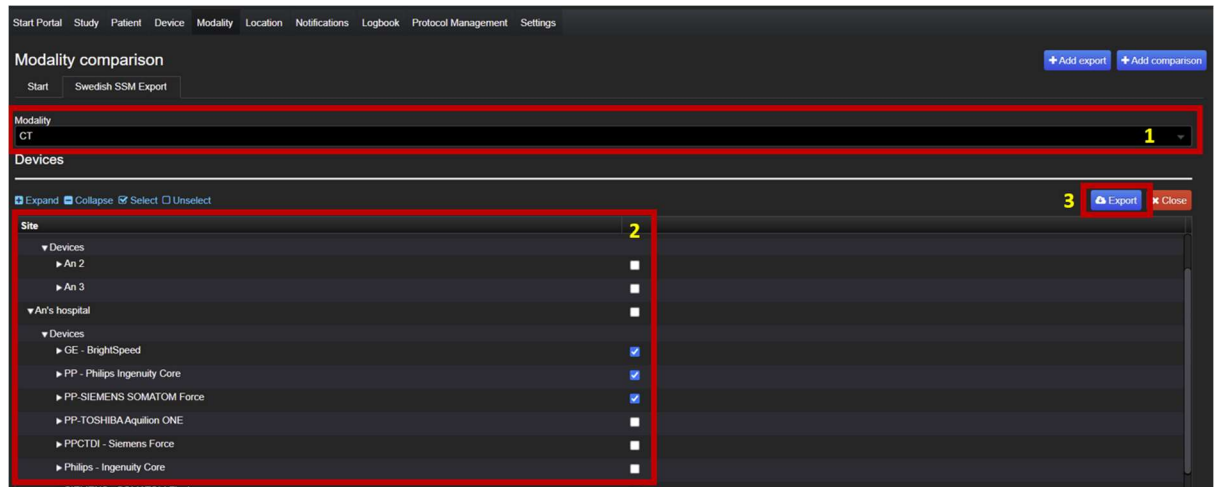 Start Portal Study Patient Device Modality Location Notifications Logbook Protocol Management Settings
Modality comparison
+ Add export + Add comparison
Start Swedish SSM Export
Modality
CT 1
Devices
Expand Collapse Select Unselect 3 Export Close
Site 2
Devices
An 2
An 3
An's hospital
Devices
GE - BrightSpeed
PP - Philips Ingenuity Core
PP-SIEMENS SOMATOM Force
PP-TOSHIBA Aquilion ONE
PPCTDI - Siemens Force
Philips - Ingenuity Core